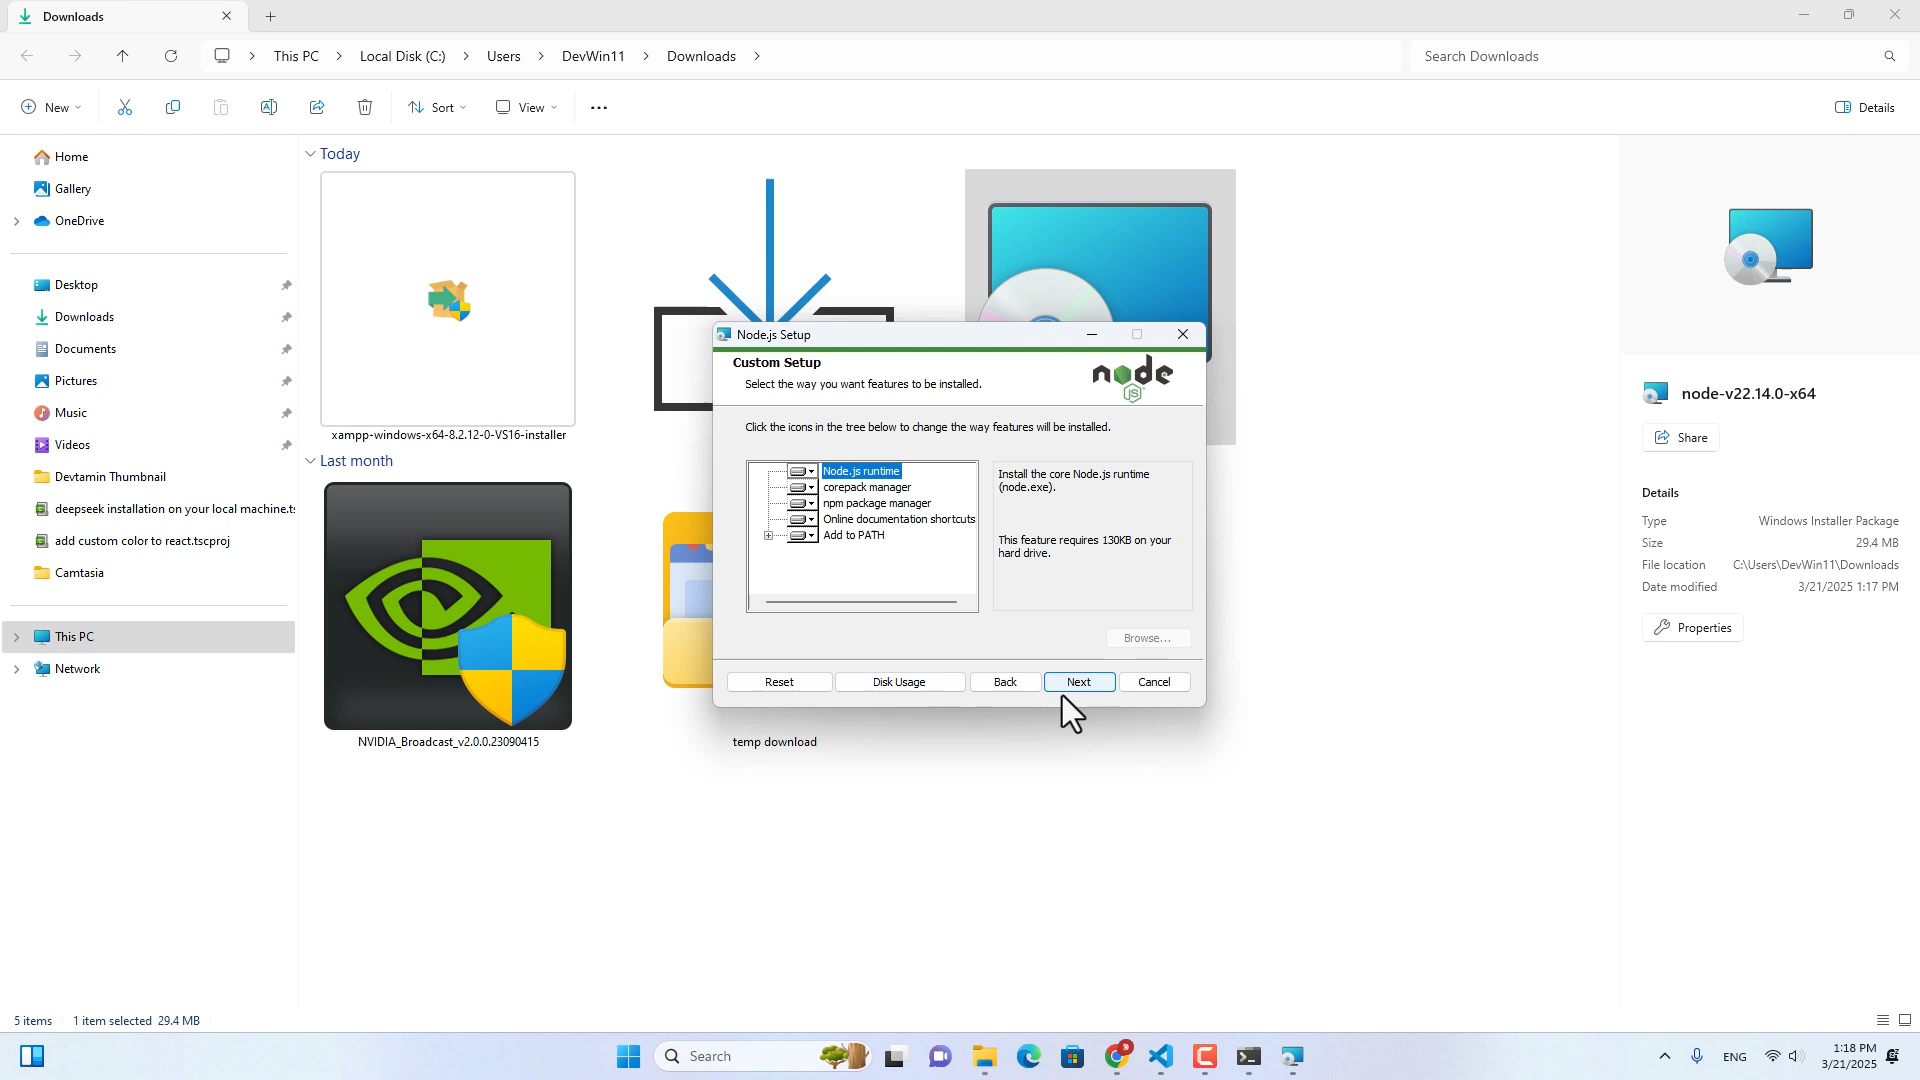 Downloads
This PC
Local Disk (C:)
Users
DevWin11
Downloads
Search Downloads
New
Sort
View
Details
Home
Gallery
OneDrive
Desktop
Downloads
Documents
Pictures
Music
Videos
Devtamin Thumbnail
deepseek installation on your local machine.ts
add custom color to react.tscproj
Camtasia
This PC
Network
Today
xampp-windows-x64-8.2.12-0-VS16-installer
Last month
NVIDIA_Broadcast_v2.0.0.23090415
temp download
Node.js Setup
Custom Setup
Select the way you want features to be installed.
node
JS
Click the icons in the tree below to change the way features will be installed.
Node.js runtime
corepack manager
npm package manager
Online documentation shortcuts
Add to PATH
Install the core Node.js runtime
(node.exe).
This feature requires 130KB on your
hard drive.
Browse...
Reset
Disk Usage
Back
Next
Cancel
node-v22.14.0-x64
Share
Details
Type Windows Installer Package
Size 29.4 MB
File location C:\Users\DevWin11\Downloads
Date modified 3/21/2025 1:17 PM
Properties
5 items 1 item selected 29.4 MB
Search
ENG
1:18 PM
3/21/2025